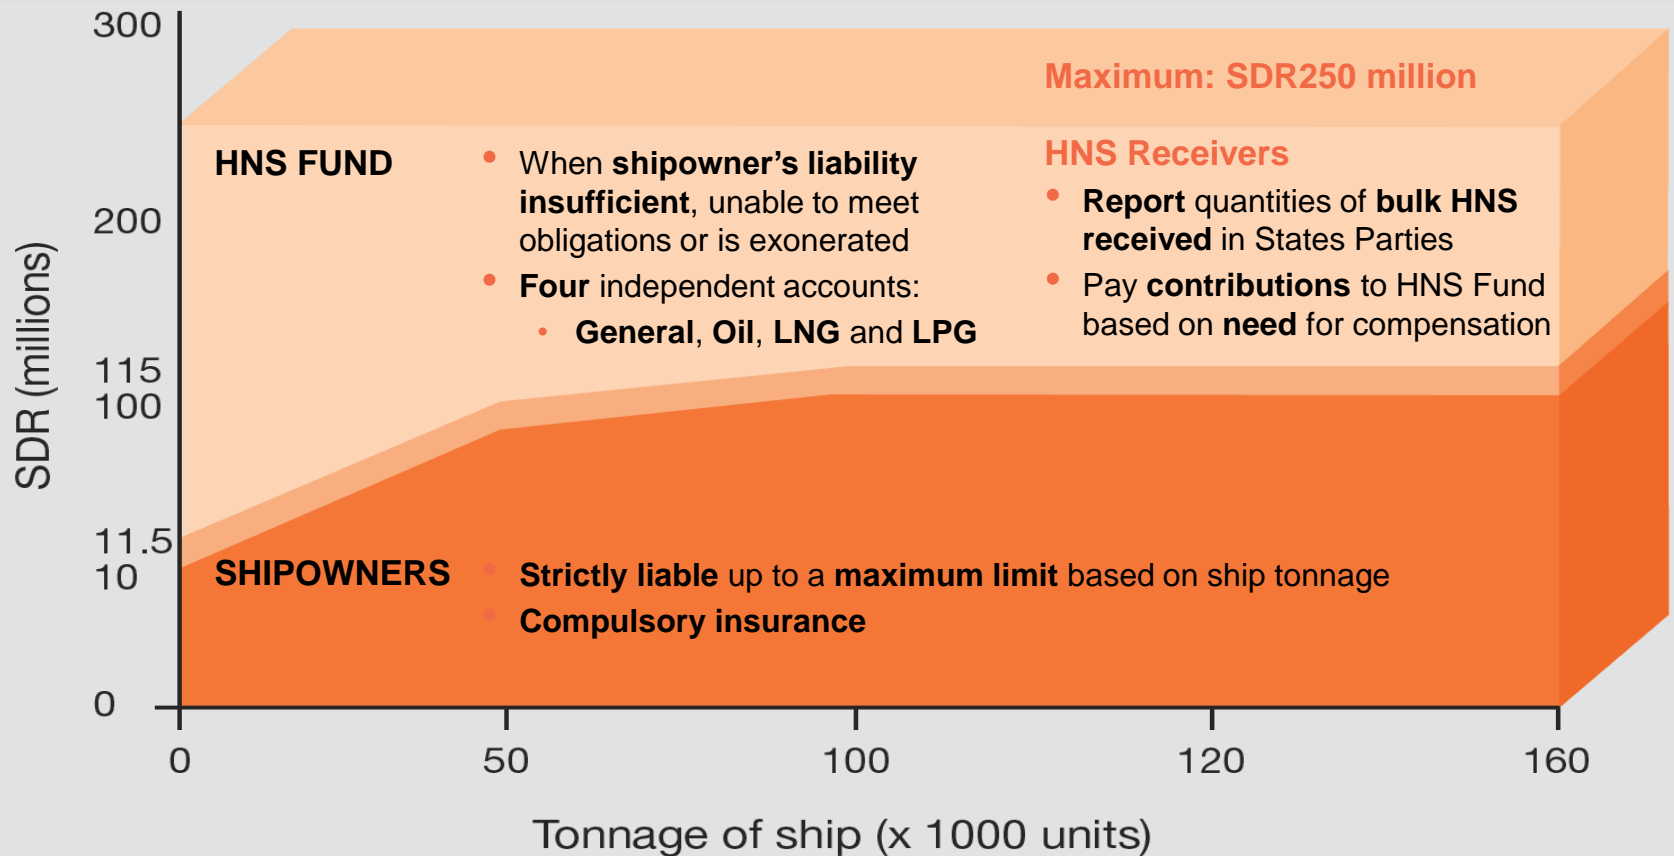 300
200
115
100
11.5
10
0
SDR (millions)
Maximum: SDR250 million
HNS FUND
• When shipowner’s liability
insufficient, unable to meet
obligations or is exonerated
• Four independent accounts:
• General, Oil, LNG and LPG
HNS Receivers
• Report quantities of bulk HNS
received in States Parties
• Pay contributions to HNS Fund
based on need for compensation
SHIPOWNERS
• Strictly liable up to a maximum limit based on ship tonnage
• Compulsory insurance
0 50 100 120 160
Tonnage of ship (x 1000 units)